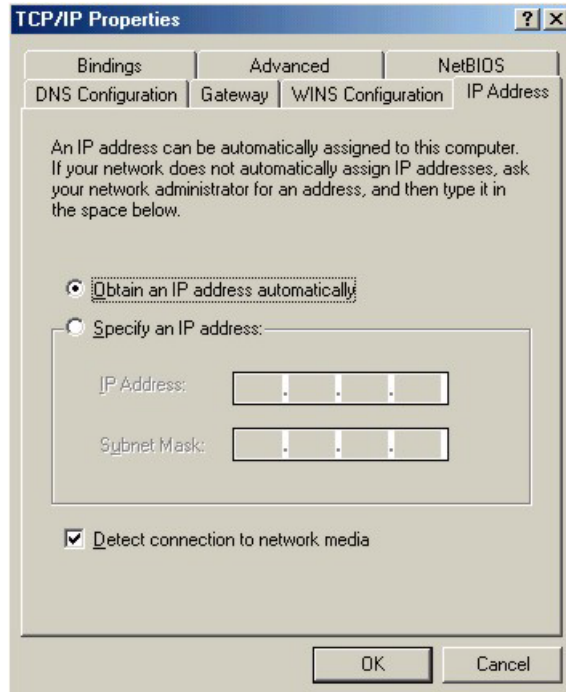 TCP/IP Properties
Bindings Advanced NetBIOS
DNS Configuration Gateway WINS Configuration IP Address
An IP address can be automatically assigned to this computer.
If your network does not automatically assign IP addresses, ask
your network administrator for an address, and then type it in
the space below.
Obtain an IP address automatically
Specify an IP address:
IP Address: . . .
Subnet Mask: . . .
Detect connection to network media
OK Cancel